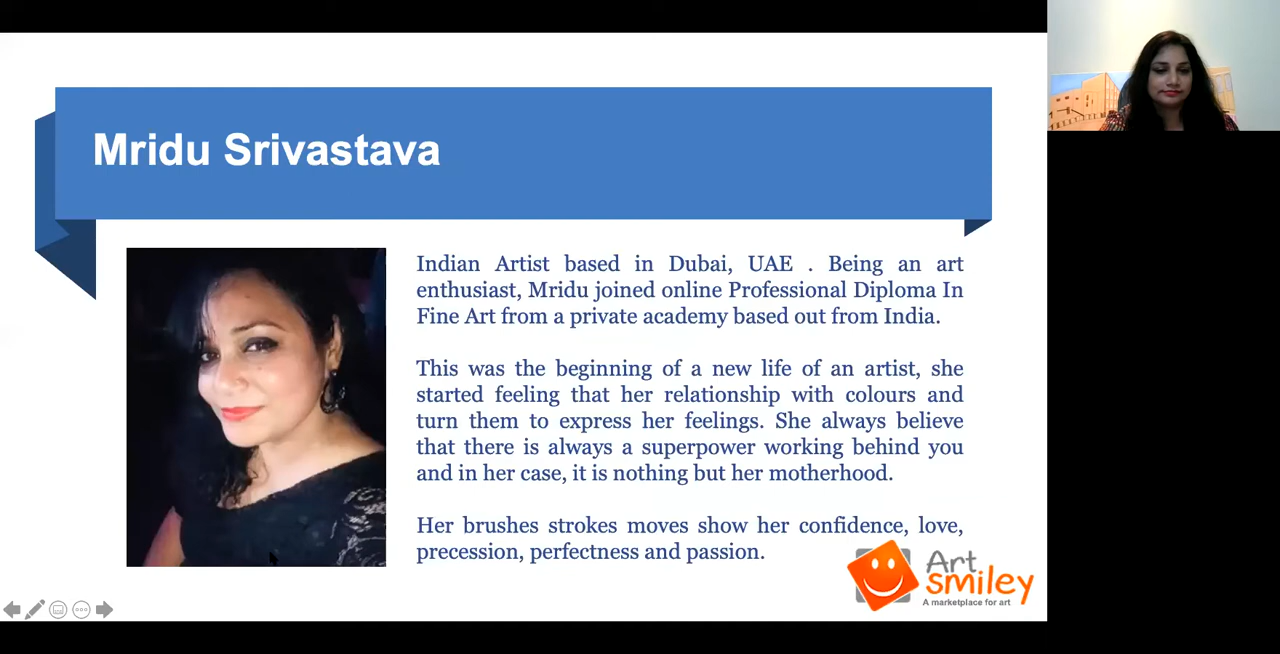 Mridu Srivastava
Indian Artist based in Dubai, UAE . Being an art
enthusiast, Mridu joined online Professional Diploma In
Fine Art from a private academy based out from India.
This was the beginning of a new life of an artist, she
started feeling that her relationship with colours and
turn them to express her feelings. She always believe
that there is always a superpower working behind you
and in her case, it is nothing but her motherhood.
Her brushes strokes moves show her confidence, love,
precession, perfectness and passion.
Art
smiley
A marketplace for art